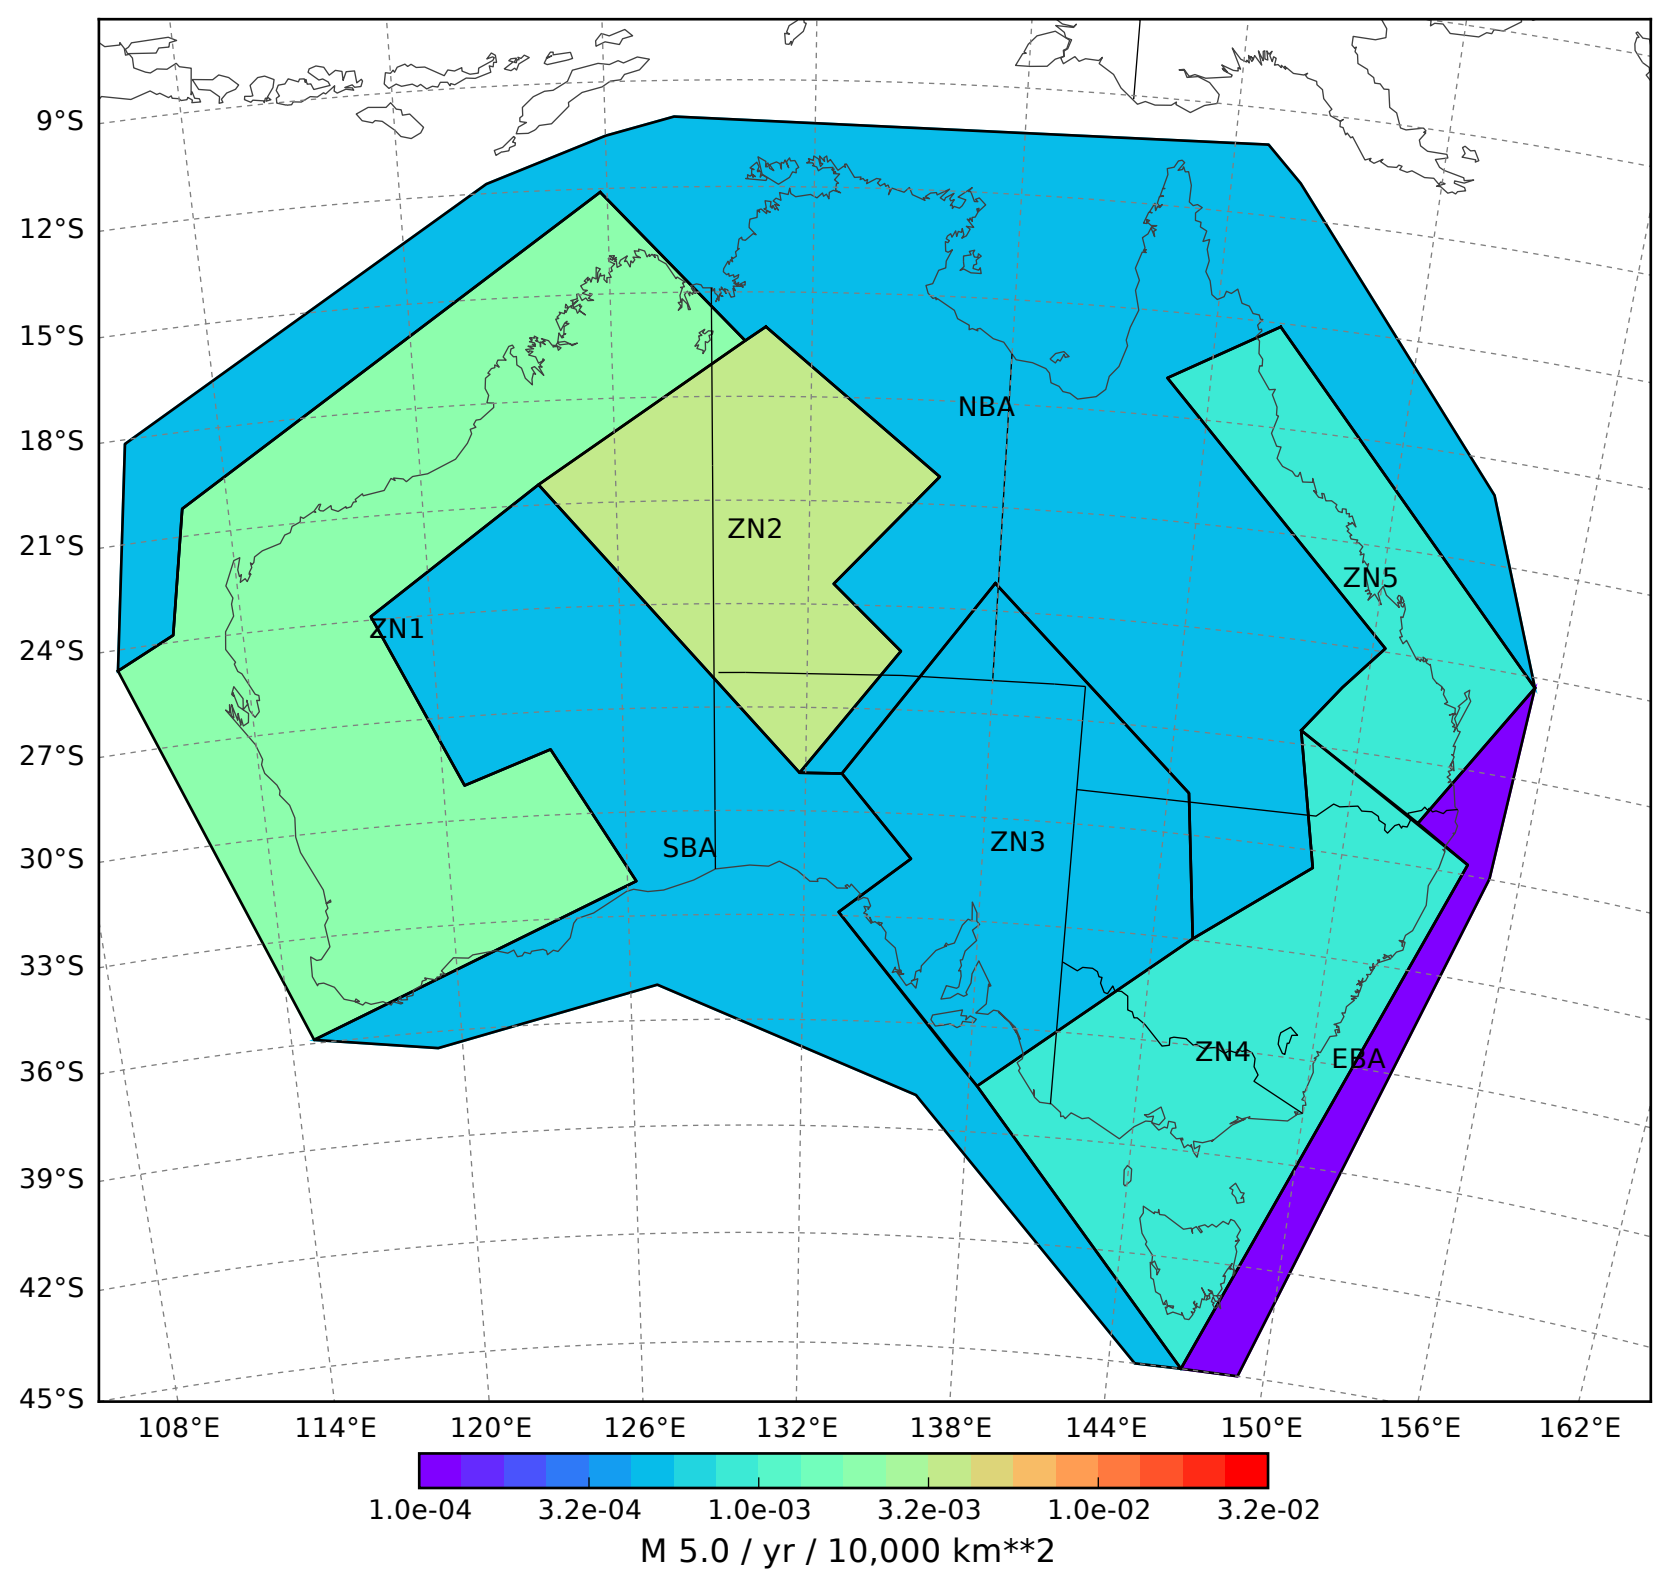 9°S
12°S
15°S
18°S
21°S
24°S
27°S
30°S
33°S
36°S
39°S
42°S
45°S
NBA
ZN2
ZN5
ZN1
ZN3
SBA
ZN4
EBA
108°E 114°E 120°E 126°E 132°E 138°E 144°E 150°E 156°E 162°E
1.0e-04 3.2e-04 1.0e-03 3.2e-03 1.0e-02 3.2e-02
M 5.0 / yr / 10,000 km**2